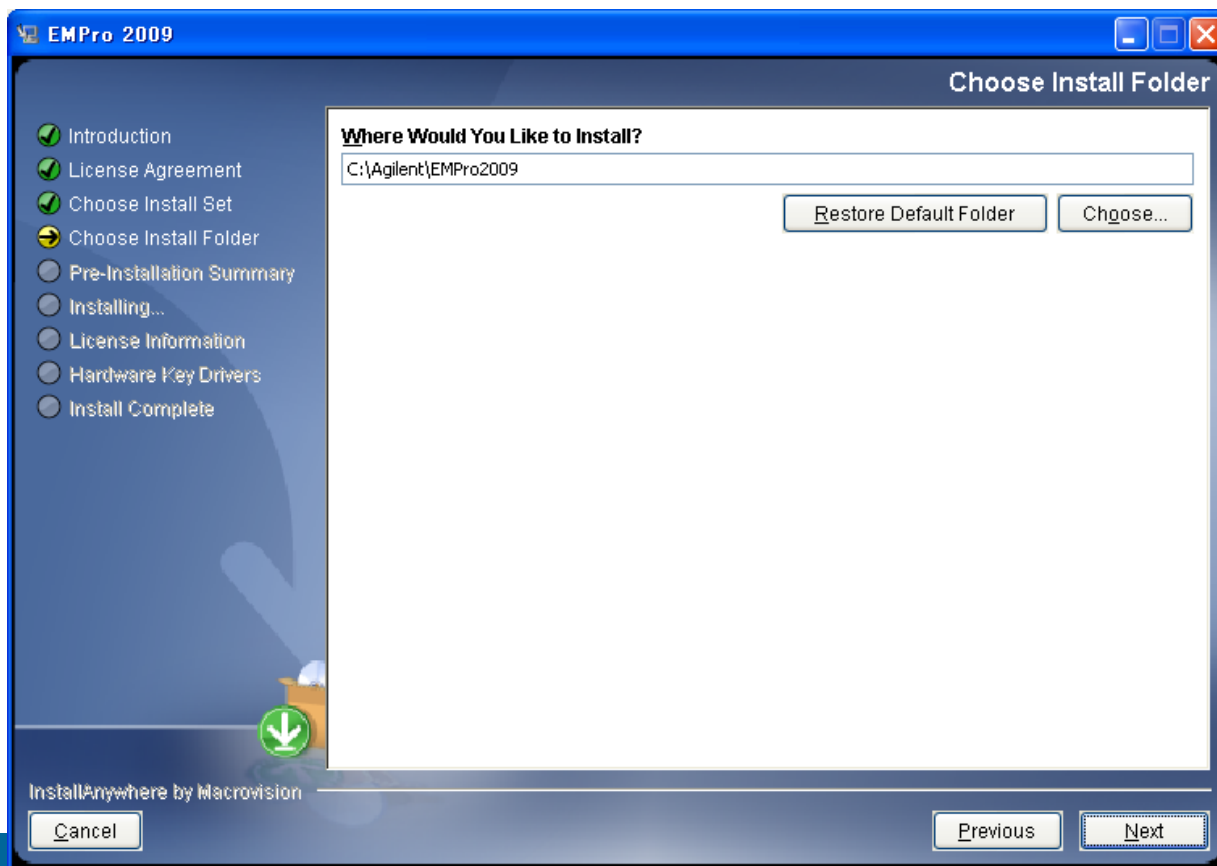 EMPro 2009
Choose Install Folder
Introduction
License Agreement
Choose Install Set
Choose Install Folder
Pre-Installation Summary
Installing...
License Information
Hardware Key Drivers
Install Complete
Where Would You Like to Install?
C:\Agilent\EMPro2009
Restore Default Folder
Choose...
InstallAnywhere by Macrovision
Cancel
Previous
Next